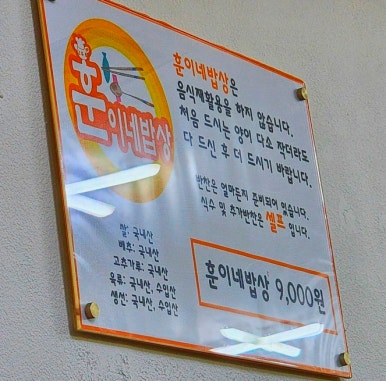 훈이네밥상
훈이네밥상은
음식재활용을 하지 않습니다.
처음 드시는 양이 다소 작더라도
다 드신 후 더 드시기 바랍니다.
반찬은 얼마든지 준비되어 있습니다.
식수 및 추가반찬은 셀프 입니다.
쌀: 국내산
배추: 국내산
고추가루: 국내산
육류: 국내산, 수입산
생선: 국내산, 수입산
훈이네밥상 9,000원